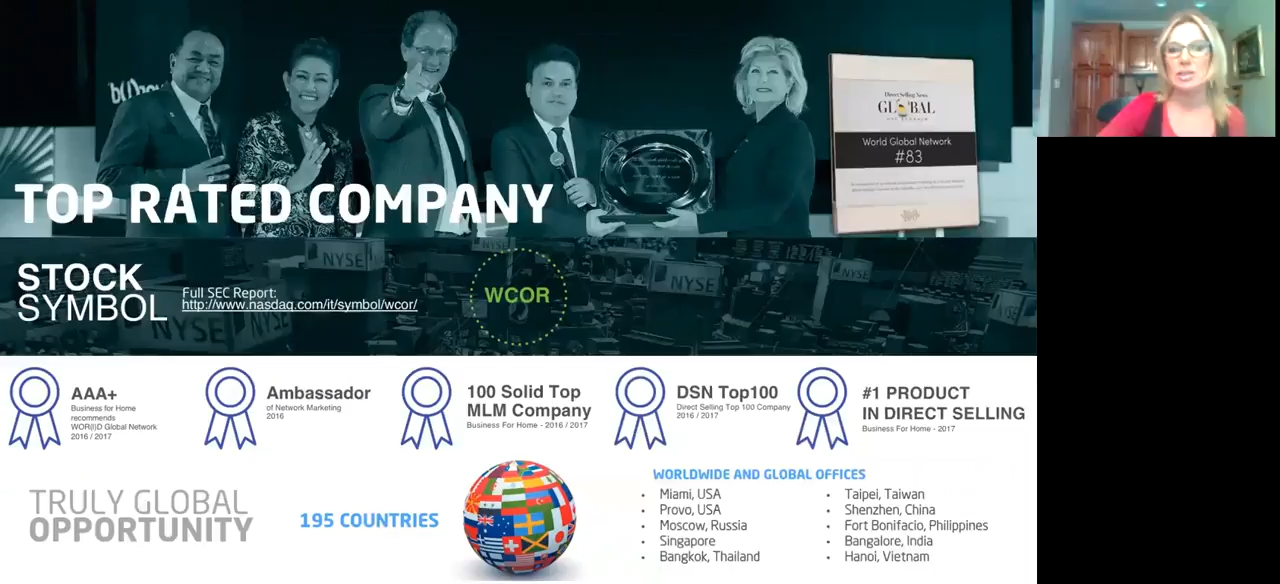 Direct Selling News
GLOBAL
World Global Network
#83
TOP RATED COMPANY
NYSE
NYSE
NYSE
NYSE
NYSE
NYSE
STOCK
SYMBOL
Full SEC Report:
http://www.nasdaq.com/it/symbol/wcor/
WCOR
AAA+
Business for Home
recommends
WOR(l)D Global Network
2016 / 2017
Ambassador
of Network Marketing
2016
100 Solid Top
MLM Company
Business For Home - 2016 / 2017
DSN Top100
Direct Selling Top 100 Company
2016 / 2017
#1 PRODUCT
IN DIRECT SELLING
Business For Home - 2017
TRULY GLOBAL
OPPORTUNITY
195 COUNTRIES
WORLDWIDE AND GLOBAL OFFICES
• Miami, USA
• Provo, USA
• Moscow, Russia
• Singapore
• Bangkok, Thailand
• Taipei, Taiwan
• Shenzhen, China
• Fort Bonifacio, Philippines
• Bangalore, India
• Hanoi, Vietnam